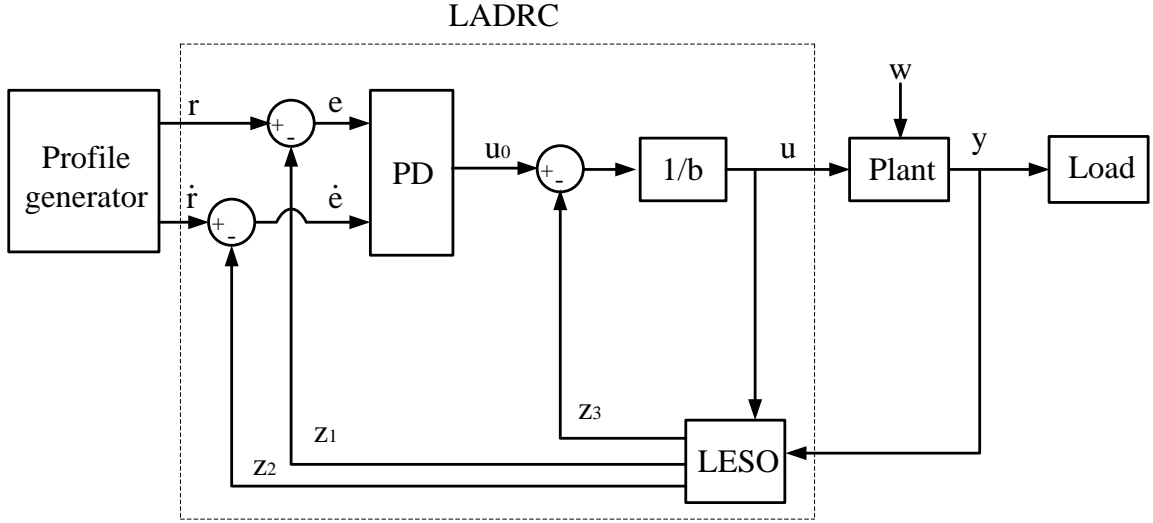 LADRC
Profile
generator
r
ṙ
+
-
+
-
e
ė
PD
u₀
+
-
1/b
u
w
Plant
y
Load
z₃
z₁
z₂
LESO